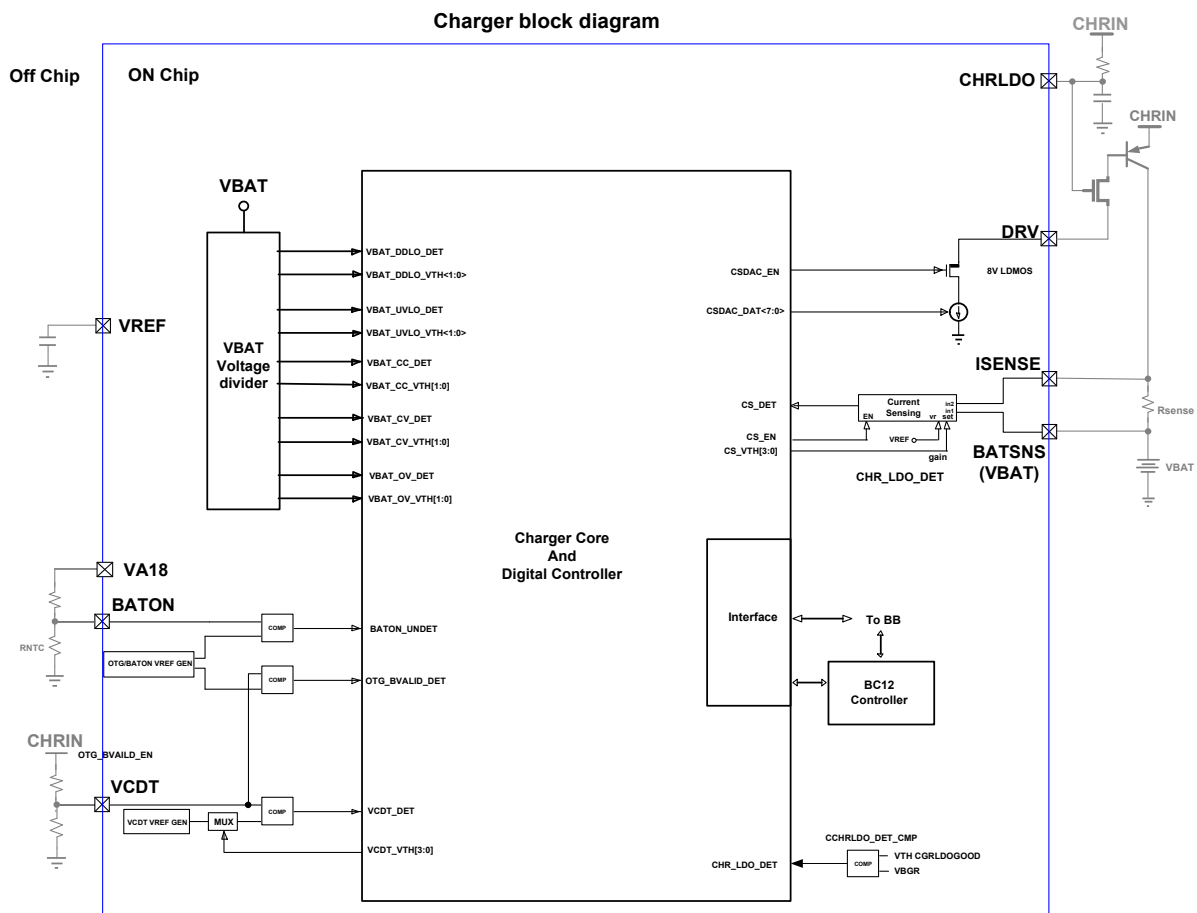 Charger block diagram
Off Chip
ON Chip
CHRIN
CHRLDO
CHRIN
VBAT
DRV
8V LDMOS
VBAT_DDLO_DET
VBAT_DDLO_VTH<1:0>
VBAT_UVLO_DET
VBAT_UVLO_VTH<1:0>
VBAT_CC_DET
VBAT_CC_VTH[1:0]
VBAT_CV_DET
VBAT_CV_VTH[1:0]
VBAT_OV_DET
VBAT_OV_VTH[1:0]
VBAT
Voltage
divider
VREF
CSDAC_EN
CSDAC_DAT<7:0>
ISENSE
CS_DET
Current
Sensing
in2
in1
EN
vr
set
CS_EN
VREF
CS_VTH[3:0]
gain
CHR_LDO_DET
Rsense
BATSNS
(VBAT)
VBAT
Charger Core
And
Digital Controller
VA18
BATON
RNTC
COMP
BATON_UNDET
OTG/BATON VREF GEN
COMP
OTG_BVALID_DET
Interface
To BB
BC12
Controller
CHRIN
OTG_BVAILD_EN
VCDT
COMP
VCDT_DET
VCDT VREF GEN
MUX
VCDT_VTH[3:0]
CCHRLDO_DET_CMP
CHR_LDO_DET
COMP
VTH CGRLDOGOOD
VBGR